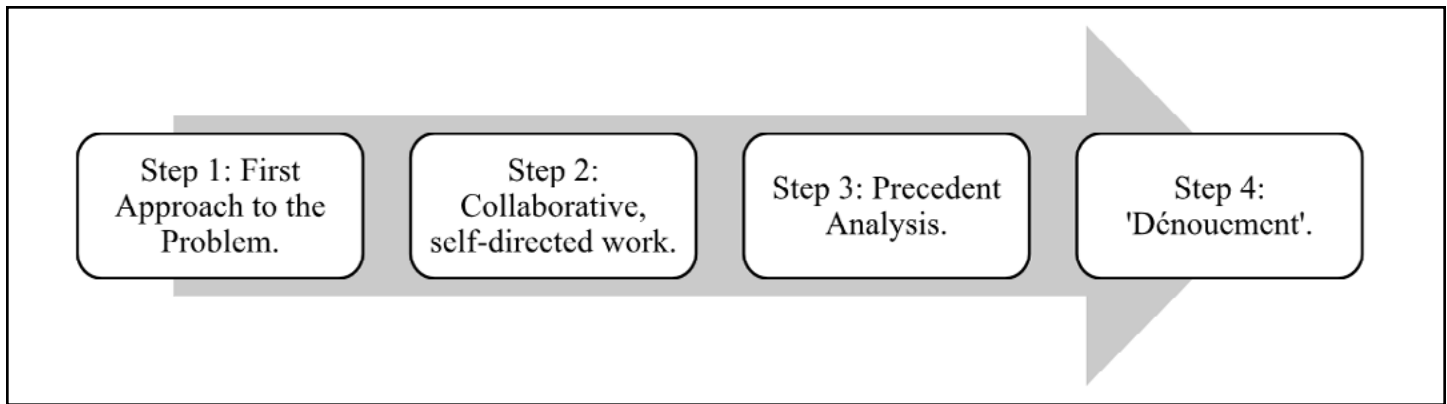 Step 1: First
Approach to the
Problem.
Step 2:
Collaborative,
self-directed work.
Step 3: Precedent
Analysis.
Step 4:
'Dénouement'.